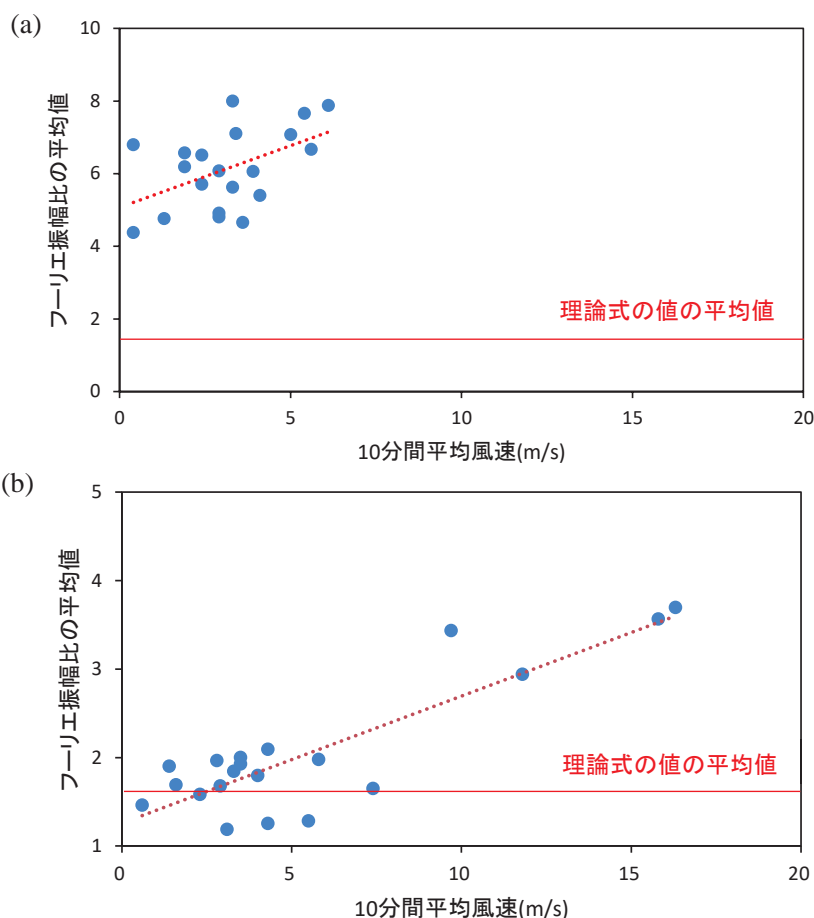 (a)
10
8
6
4
2
0
フーリエ振幅比の平均値
理論式の値の平均値
0 5 10 15 20
10分間平均風速(m/s)
(b)
5
4
3
2
1
フーリエ振幅比の平均値
理論式の値の平均値
0 5 10 15 20
10分間平均風速(m/s)